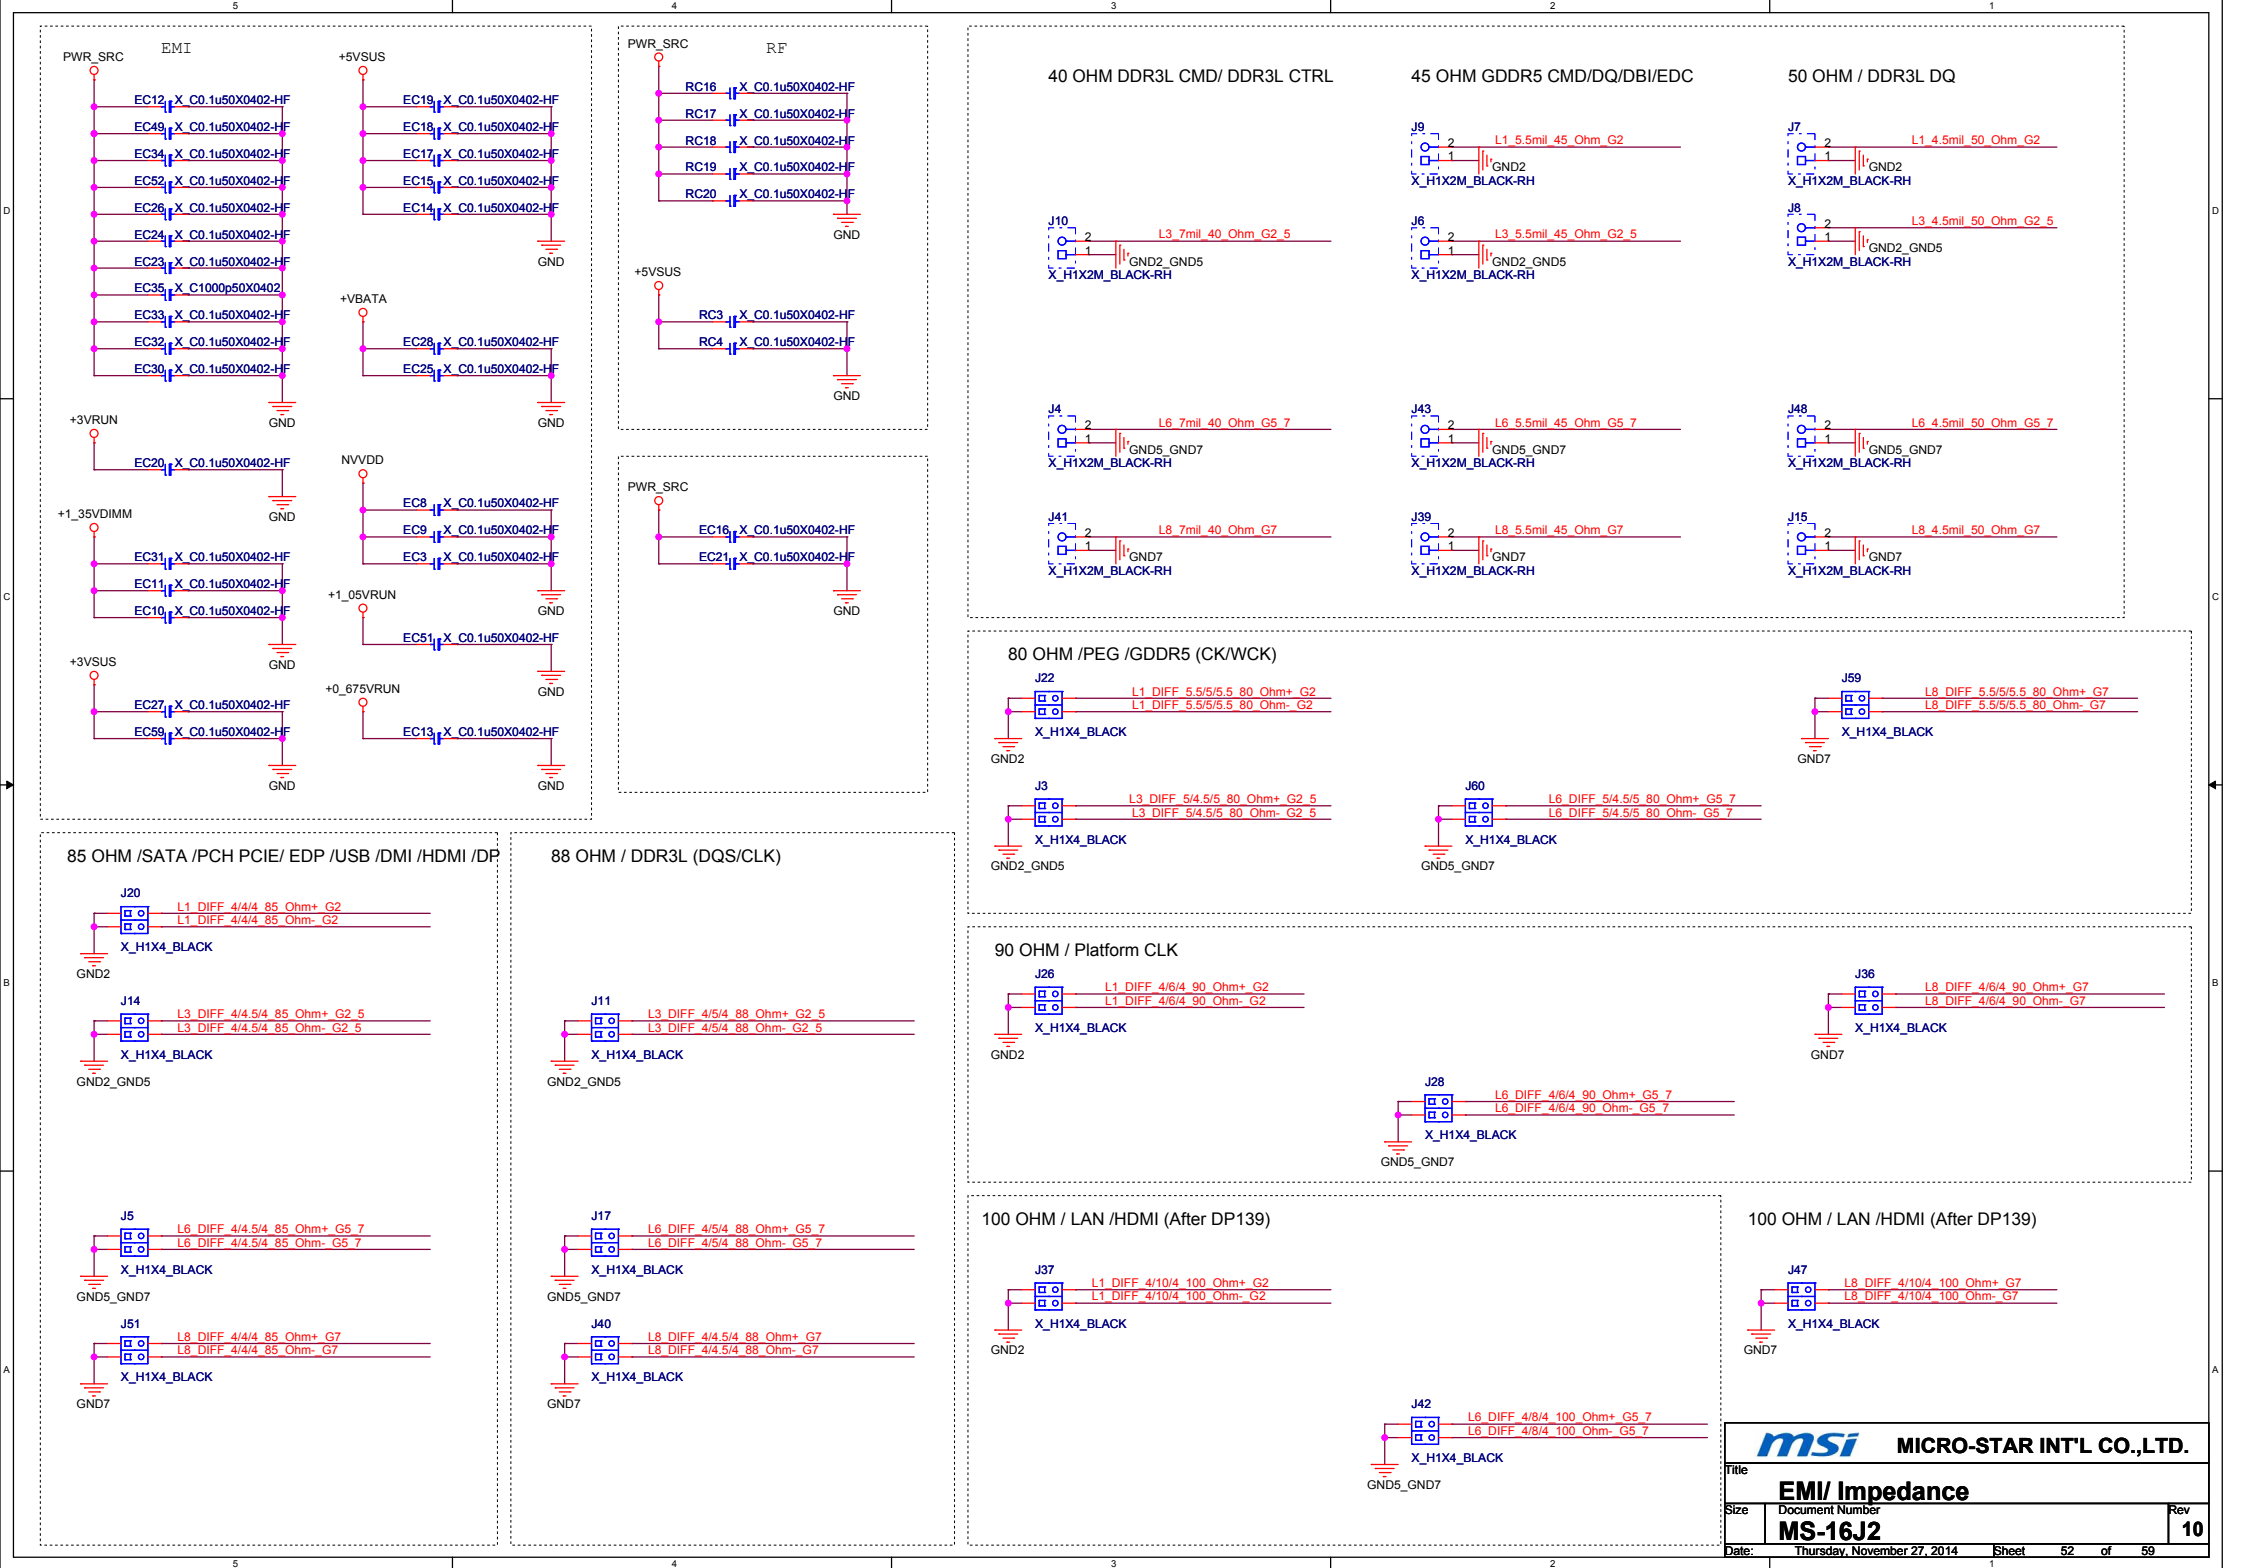 5 4 3 2 1
EMI
PWR_SRC
EC12 X_C0.1u50X0402-HF
EC49 X_C0.1u50X0402-HF
EC34 X_C0.1u50X0402-HF
EC52 X_C0.1u50X0402-HF
EC26 X_C0.1u50X0402-HF
EC24 X_C0.1u50X0402-HF
EC23 X_C0.1u50X0402-HF
EC35 X_C1000p50X0402
EC33 X_C0.1u50X0402-HF
EC32 X_C0.1u50X0402-HF
EC30 X_C0.1u50X0402-HF
GND
+3VRUN
EC20 X_C0.1u50X0402-HF
GND
+1_35VDIMM
EC31 X_C0.1u50X0402-HF
EC11 X_C0.1u50X0402-HF
EC10 X_C0.1u50X0402-HF
GND
+3VSUS
EC27 X_C0.1u50X0402-HF
EC59 X_C0.1u50X0402-HF
GND
+5VSUS
EC19 X_C0.1u50X0402-HF
EC18 X_C0.1u50X0402-HF
EC17 X_C0.1u50X0402-HF
EC15 X_C0.1u50X0402-HF
EC14 X_C0.1u50X0402-HF
GND
+VBATA
EC28 X_C0.1u50X0402-HF
EC25 X_C0.1u50X0402-HF
GND
NVVDD
EC8 X_C0.1u50X0402-HF
EC9 X_C0.1u50X0402-HF
EC3 X_C0.1u50X0402-HF
GND
+1_05VRUN
EC51 X_C0.1u50X0402-HF
GND
+0_675VRUN
EC13 X_C0.1u50X0402-HF
GND
RF
PWR_SRC
RC16 X_C0.1u50X0402-HF
RC17 X_C0.1u50X0402-HF
RC18 X_C0.1u50X0402-HF
RC19 X_C0.1u50X0402-HF
RC20 X_C0.1u50X0402-HF
GND
+5VSUS
RC3 X_C0.1u50X0402-HF
RC4 X_C0.1u50X0402-HF
GND
PWR_SRC
EC16 X_C0.1u50X0402-HF
EC21 X_C0.1u50X0402-HF
GND
40 OHM DDR3L CMD/ DDR3L CTRL
J10
2 L3_7mil_40_Ohm_G2_5
1 GND2_GND5
X_H1X2M_BLACK-RH
J4
2 L6_7mil_40_Ohm_G5_7
1 GND5_GND7
X_H1X2M_BLACK-RH
J41
2 L8_7mil_40_Ohm_G7
1 GND7
X_H1X2M_BLACK-RH
45 OHM GDDR5 CMD/DQ/DBI/EDC
J9
2 L1_5.5mil_45_Ohm_G2
1 GND2
X_H1X2M_BLACK-RH
J6
2 L3_5.5mil_45_Ohm_G2_5
1 GND2_GND5
X_H1X2M_BLACK-RH
J43
2 L6_5.5mil_45_Ohm_G5_7
1 GND5_GND7
X_H1X2M_BLACK-RH
J39
2 L8_5.5mil_45_Ohm_G7
1 GND7
X_H1X2M_BLACK-RH
50 OHM / DDR3L DQ
J7
2 L1_4.5mil_50_Ohm_G2
1 GND2
X_H1X2M_BLACK-RH
J8
2 L3_4.5mil_50_Ohm_G2_5
1 GND2_GND5
X_H1X2M_BLACK-RH
J48
2 L6_4.5mil_50_Ohm_G5_7
1 GND5_GND7
X_H1X2M_BLACK-RH
J15
2 L8_4.5mil_50_Ohm_G7
1 GND7
X_H1X2M_BLACK-RH
80 OHM /PEG /GDDR5 (CK/WCK)
J22
L1_DIFF_5.5/5/5.5_80_Ohm+_G2
L1_DIFF_5.5/5/5.5_80_Ohm-_G2
X_H1X4_BLACK
GND2
J59
L8_DIFF_5.5/5/5.5_80_Ohm+_G7
L8_DIFF_5.5/5/5.5_80_Ohm-_G7
X_H1X4_BLACK
GND7
J3
L3_DIFF_5/4.5/5_80_Ohm+_G2_5
L3_DIFF_5/4.5/5_80_Ohm-_G2_5
X_H1X4_BLACK
GND2_GND5
J60
L6_DIFF_5/4.5/5_80_Ohm+_G5_7
L6_DIFF_5/4.5/5_80_Ohm-_G5_7
X_H1X4_BLACK
GND5_GND7
85 OHM /SATA /PCH PCIE/ EDP /USB /DMI /HDMI /DP
J20
L1_DIFF_4/4/4_85_Ohm+_G2
L1_DIFF_4/4/4_85_Ohm-_G2
X_H1X4_BLACK
GND2
J14
L3_DIFF_4/4.5/4_85_Ohm+_G2_5
L3_DIFF_4/4.5/4_85_Ohm-_G2_5
X_H1X4_BLACK
GND2_GND5
J5
L6_DIFF_4/4.5/4_85_Ohm+_G5_7
L6_DIFF_4/4.5/4_85_Ohm-_G5_7
X_H1X4_BLACK
GND5_GND7
J51
L8_DIFF_4/4/4_85_Ohm+_G7
L8_DIFF_4/4/4_85_Ohm-_G7
X_H1X4_BLACK
GND7
88 OHM / DDR3L (DQS/CLK)
J11
L3_DIFF_4/5/4_88_Ohm+_G2_5
L3_DIFF_4/5/4_88_Ohm-_G2_5
X_H1X4_BLACK
GND2_GND5
J17
L6_DIFF_4/5/4_88_Ohm+_G5_7
L6_DIFF_4/5/4_88_Ohm-_G5_7
X_H1X4_BLACK
GND5_GND7
J40
L8_DIFF_4/4.5/4_88_Ohm+_G7
L8_DIFF_4/4.5/4_88_Ohm-_G7
X_H1X4_BLACK
GND7
90 OHM / Platform CLK
J26
L1_DIFF_4/6/4_90_Ohm+_G2
L1_DIFF_4/6/4_90_Ohm-_G2
X_H1X4_BLACK
GND2
J36
L8_DIFF_4/6/4_90_Ohm+_G7
L8_DIFF_4/6/4_90_Ohm-_G7
X_H1X4_BLACK
GND7
J28
L6_DIFF_4/6/4_90_Ohm+_G5_7
L6_DIFF_4/6/4_90_Ohm-_G5_7
X_H1X4_BLACK
GND5_GND7
100 OHM / LAN /HDMI (After DP139)
J37
L1_DIFF_4/10/4_100_Ohm+_G2
L1_DIFF_4/10/4_100_Ohm-_G2
X_H1X4_BLACK
GND2
J42
L6_DIFF_4/8/4_100_Ohm+_G5_7
L6_DIFF_4/8/4_100_Ohm-_G5_7
X_H1X4_BLACK
GND5_GND7
100 OHM / LAN /HDMI (After DP139)
J47
L8_DIFF_4/10/4_100_Ohm+_G7
L8_DIFF_4/10/4_100_Ohm-_G7
X_H1X4_BLACK
GND7
D D
C C
B B
A A
msi MICRO-STAR INT'L CO.,LTD.
Title
EMI/ Impedance
Size Document Number Rev
MS-16J2 10
Date: Thursday, November 27, 2014 Sheet 52 of 59
5 4 3 2 1